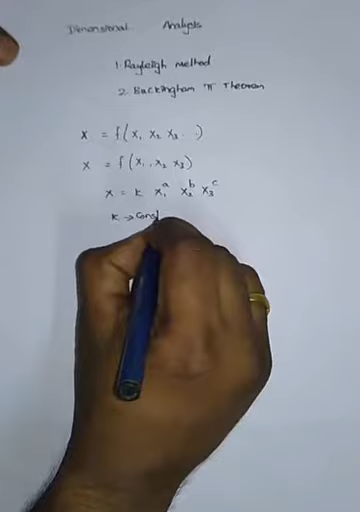 Dimensional Analysis
1. Rayleigh method
2. Buckingham π Theorem
X = f(X₁ X₂ X₃ . )
X = f(X₁, X₂ X₃)
X = K X₁ᵃ X₂ᵇ X₃ᶜ
K → Const